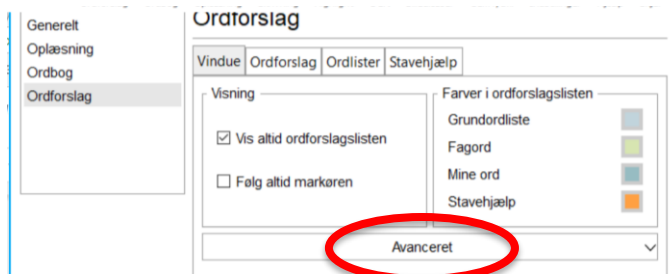 Generelt
Oplæsning
Ordbog
Ordforslag
Ordforslag
Vindue Ordforslag Ordlister Stavehjælp
Visning
Vis altid ordforslagslisten
Følg altid markøren
Farver i ordforslagslisten
Grundordliste
Fagord
Mine ord
Stavehjælp
Avanceret